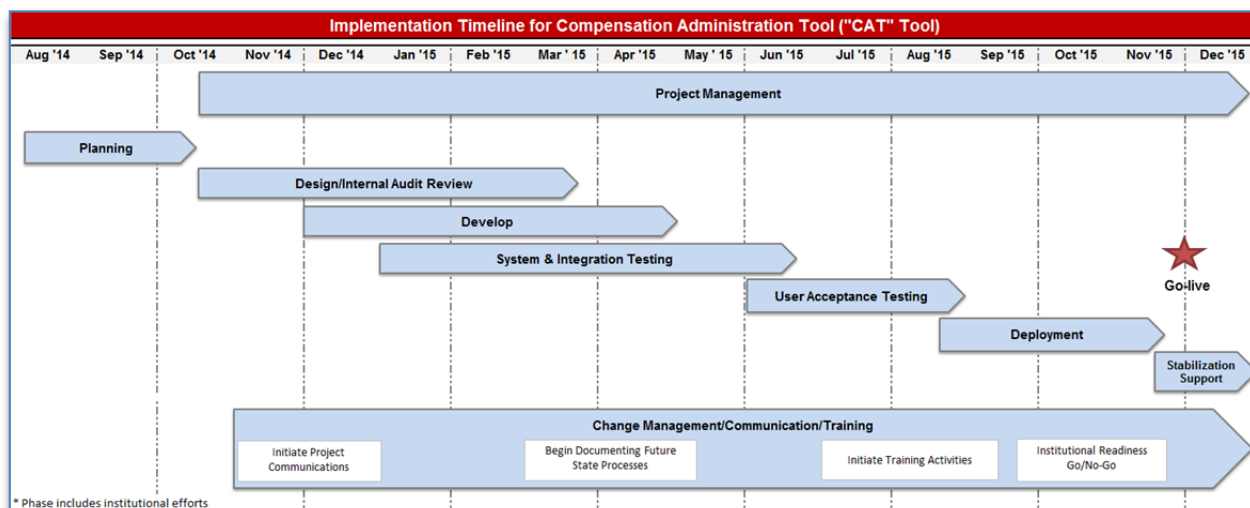 Implementation Timeline for Compensation Administration Tool ("CAT" Tool)
Aug '14 Sep '14 Oct '14 Nov '14 Dec '14 Jan '15 Feb '15 Mar ' 15 Apr '15 May ' 15 Jun '15 Jul '15 Aug '15 Sep '15 Oct '15 Nov '15 Dec '15
Project Management
Planning
Design/Internal Audit Review
Develop
System & Integration Testing
Go-live
User Acceptance Testing
Deployment
Stabilization
Support
Change Management/Communication/Training
Initiate Project
Communications
Begin Documenting Future
State Processes
Initiate Training Activities
Institutional Readiness
Go/No-Go
* Phase includes institutional efforts